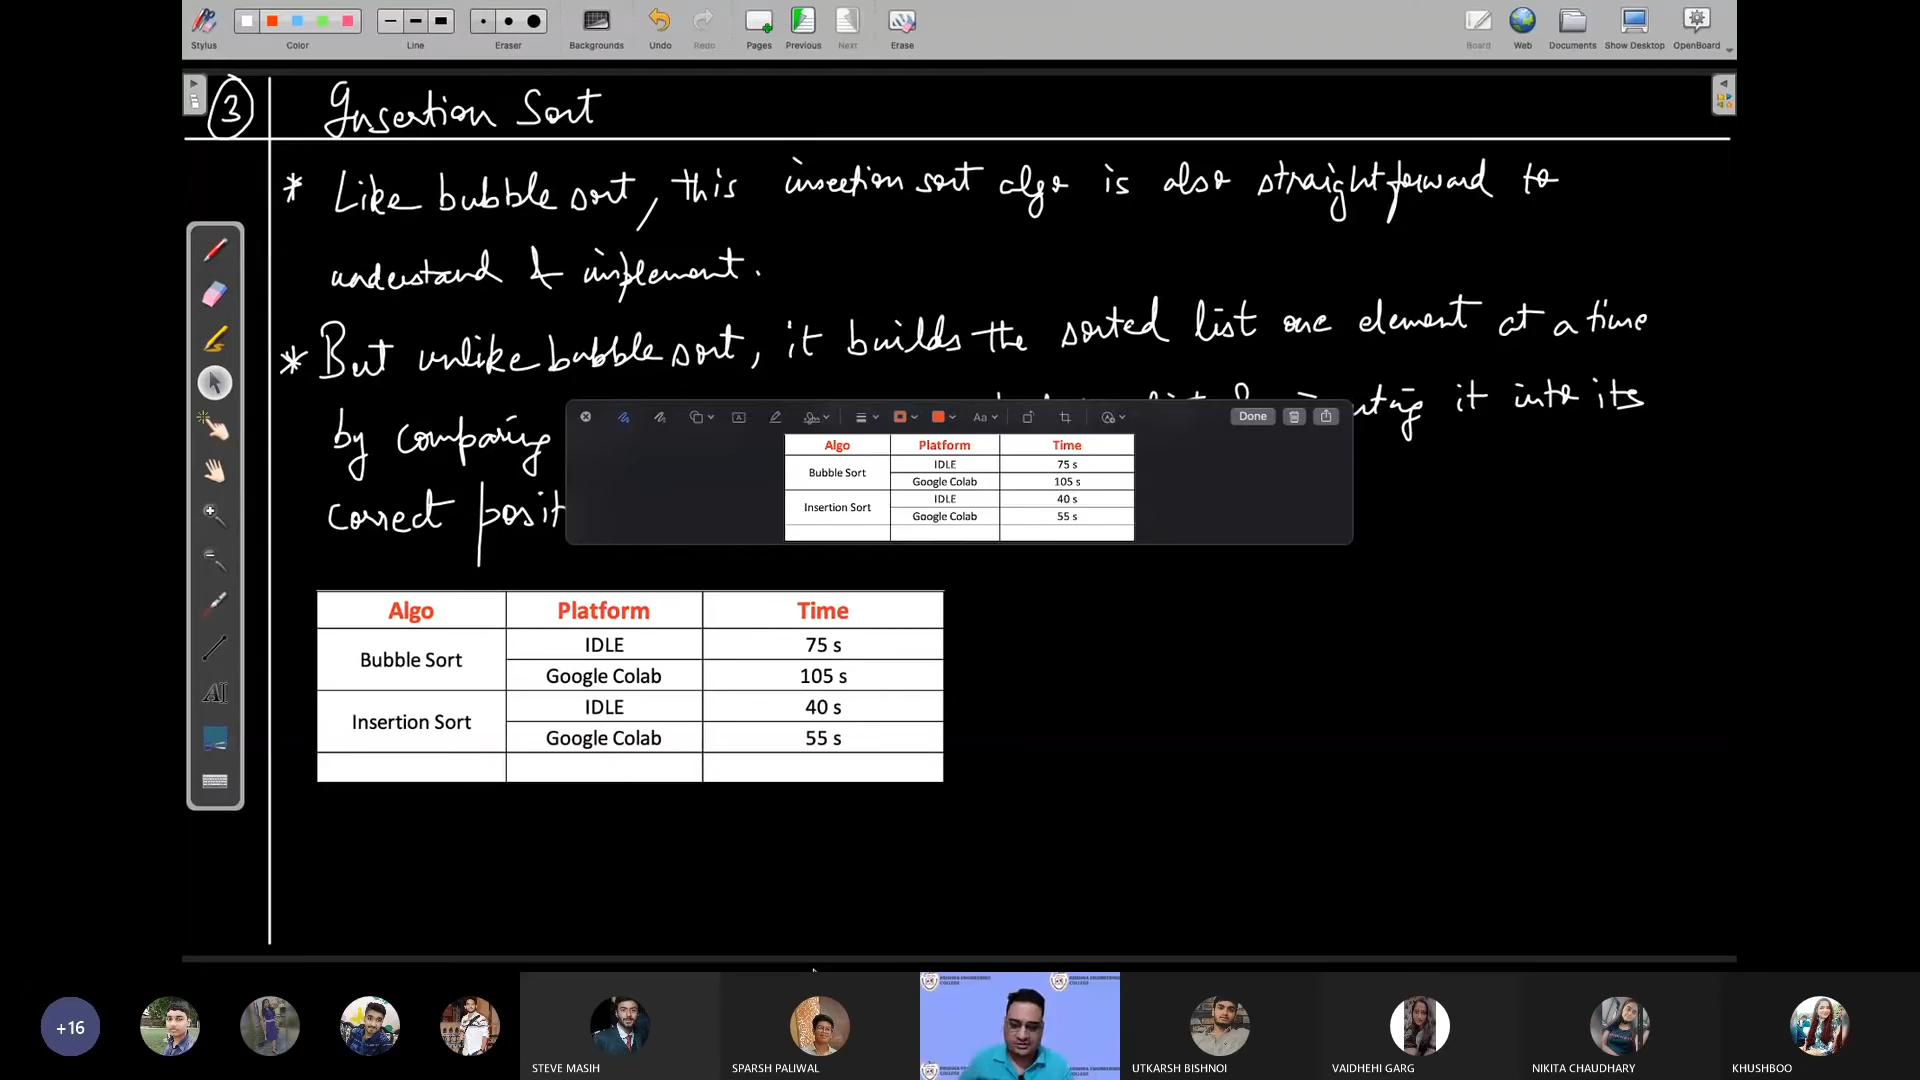 Stylus
Color
Line
Eraser
Backgrounds
Undo
Redo
Pages
Previous
Next
Erase
Board
Web
Documents
Show Desktop
OpenBoard
3
Insertion Sort
* Like bubble sort, this insertion sort algo is also straightforward to
understand & implement.
* But unlike bubble sort, it builds the sorted list one element at a time
by comparing it into its
correct posit
Aa
Done
Algo Platform Time
Bubble Sort IDLE 75 s
Google Colab 105 s
Insertion Sort IDLE 40 s
Google Colab 55 s
Algo Platform Time
Bubble Sort IDLE 75 s
Google Colab 105 s
Insertion Sort IDLE 40 s
Google Colab 55 s
AI
+16
KRISHNA ENGINEERING
COLLEGE
STEVE MASIH
SPARSH PALIWAL
UTKARSH BISHNOI
VAIDHEHI GARG
NIKITA CHAUDHARY
KHUSHBOO